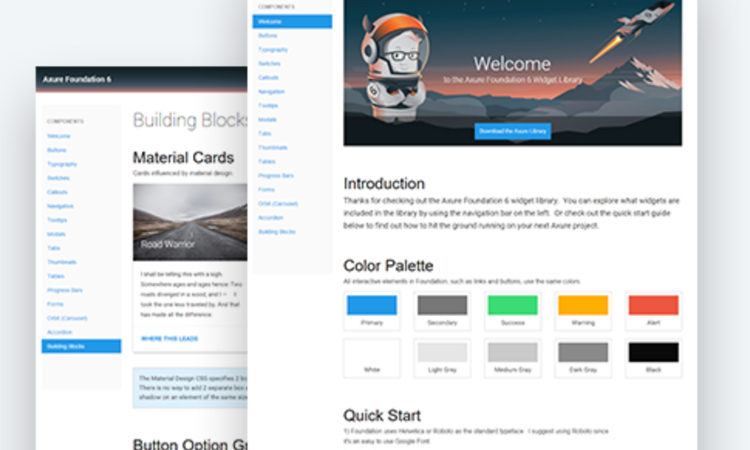 Axure Foundation 6
COMPONENTS
Welcome
Buttons
Typography
Switches
Callouts
Navigation
Tooltips
Modals
Tabs
Thumbnails
Tables
Progress Bars
Forms
Orbit (Carousel)
Accordion
Building Blocks
Building Blocks
Material Cards
Cards influenced by material design.
Road Warrior
I shall be telling this with a sigh.
Somewhere ages and ages hence: Two
roads diverged in a wood, and I - I
took the one less traveled by. And that
has made all the difference.
WHERE THIS LEADS
The Material Design CSS specifies 2 bo
There is no way to add 2 separate box
shadow on an element of the same size
Button Option Gr
COMPONENTS
Welcome
Buttons
Typography
Switches
Callouts
Navigation
Tooltips
Modals
Tabs
Thumbnails
Tables
Progress Bars
Forms
Orbit (Carousel)
Accordion
Building Blocks
Welcome
to the Axure Foundation 6 Widget Library
Download the Axure Library
Introduction
Thanks for checking out the Axure Foundation 6 widget library. You can explore what widgets are
included in the library by using the navigation bar on the left. Or check out the quick start guide
below to find out how to hit the ground running on your next Axure project.
Color Palette
All interactive elements in Foundation, such as links and buttons, use the same colors
Primary
Secondary
Success
Warning
Alert
White
Light Gray
Medium Gray
Dark Gray
Black
Quick Start
1) Foundation uses Helvetica or Roboto as the standard typeface. I suggest using Roboto since
it's an easy to use Google Font